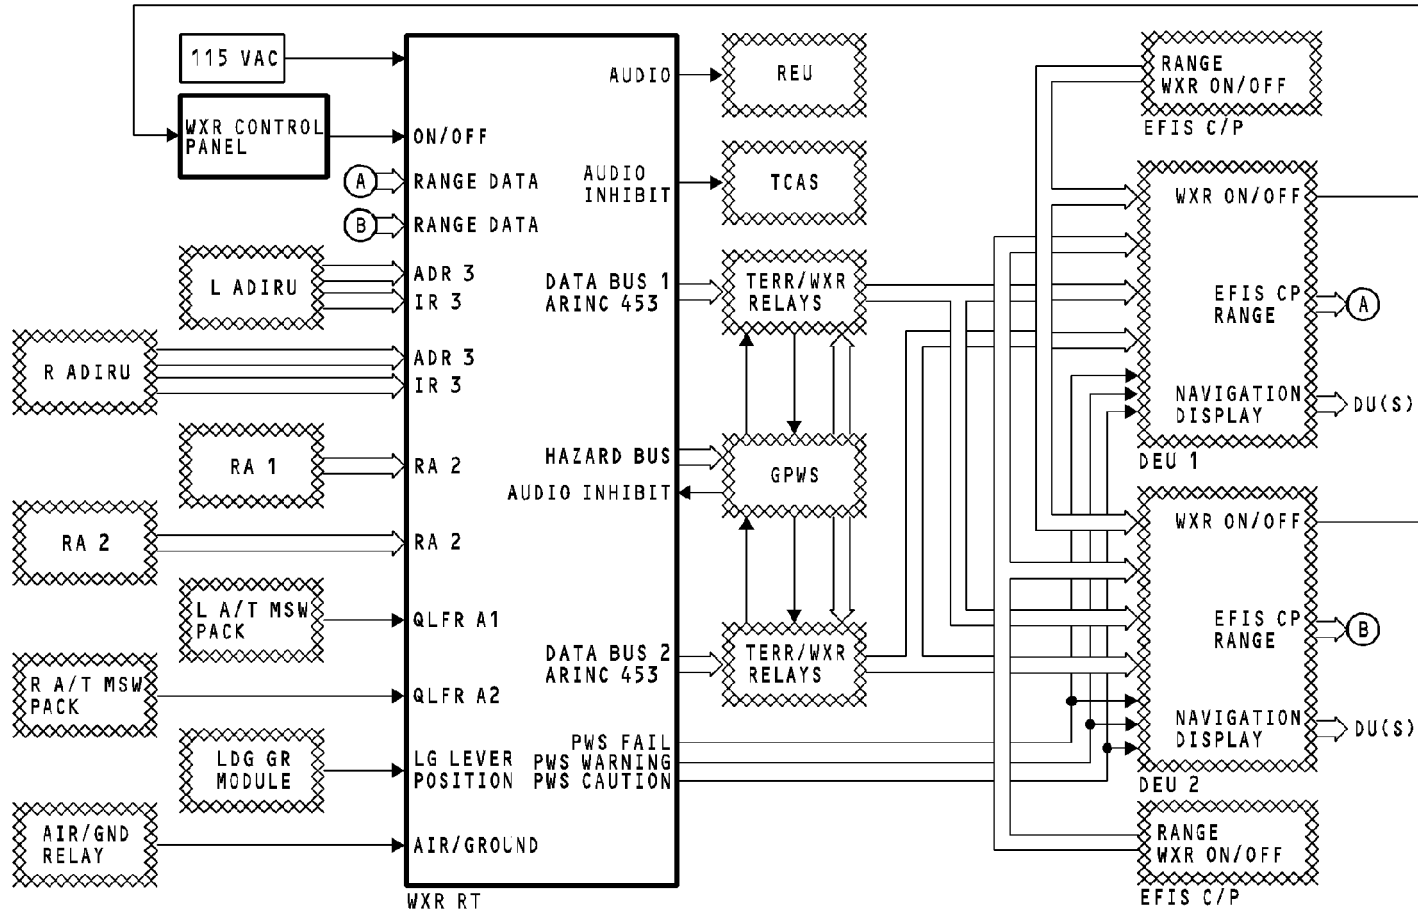 115 VAC
WXR CONTROL
PANEL
A
B
L ADIRU
R ADIRU
RA 1
RA 2
L A/T MSW
PACK
R A/T MSW
PACK
LDG GR
MODULE
AIR/GND
RELAY
ON/OFF
RANGE DATA
RANGE DATA
ADR 3
IR 3
ADR 3
IR 3
RA 2
RA 2
QLFR A1
QLFR A2
LG LEVER
POSITION
AIR/GROUND
WXR RT
AUDIO
AUDIO
INHIBIT
DATA BUS 1
ARINC 453
HAZARD BUS
AUDIO INHIBIT
DATA BUS 2
ARINC 453
PWS FAIL
PWS WARNING
PWS CAUTION
REU
TCAS
TERR/WXR
RELAYS
GPWS
TERR/WXR
RELAYS
RANGE
WXR ON/OFF
EFIS C/P
WXR ON/OFF
EFIS CP
RANGE
A
NAVIGATION
DISPLAY
DU(S)
DEU 1
WXR ON/OFF
EFIS CP
RANGE
B
NAVIGATION
DISPLAY
DU(S)
DEU 2
RANGE
WXR ON/OFF
EFIS C/P